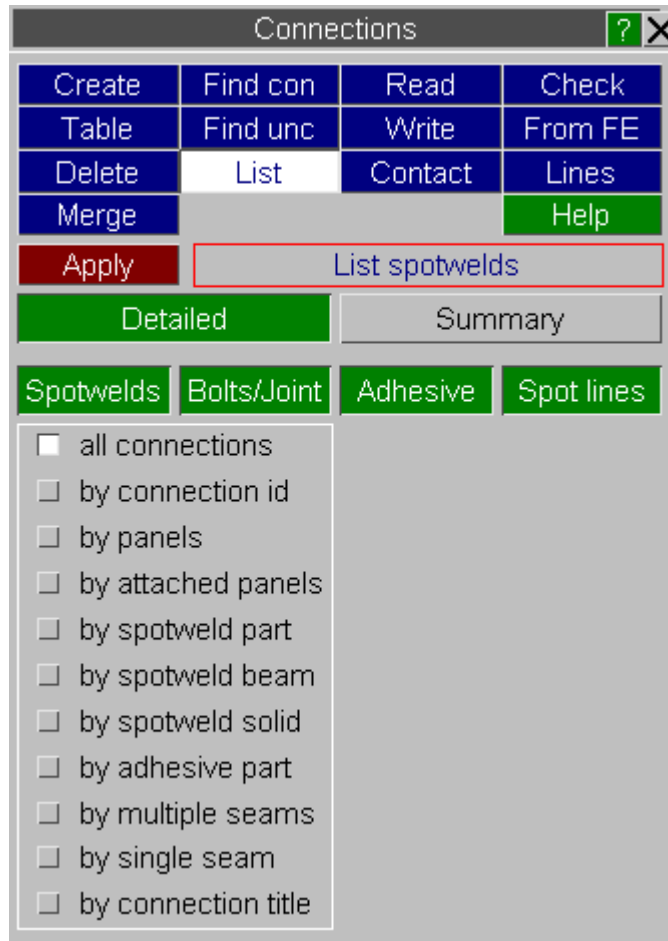 Connections ? X
Create Find con Read Check
Table Find unc Write From FE
Delete List Contact Lines
Merge Help
Apply List spotwelds
Detailed Summary
Spotwelds Bolts/Joint Adhesive Spot lines
all connections
by connection id
by panels
by attached panels
by spotweld part
by spotweld beam
by spotweld solid
by adhesive part
by multiple seams
by single seam
by connection title